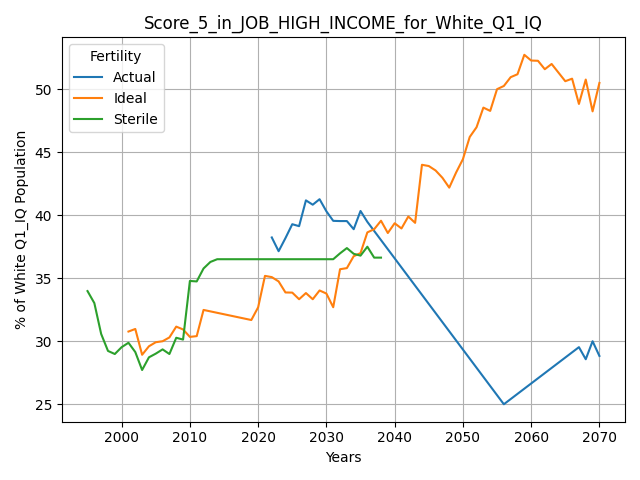 Score_5_in_JOB_HIGH_INCOME_for_White_Q1_IQ
Fertility
Actual
Ideal
Sterile
% of White Q1_IQ Population
50
45
40
35
30
25
2000 2010 2020 2030 2040 2050 2060 2070
Years